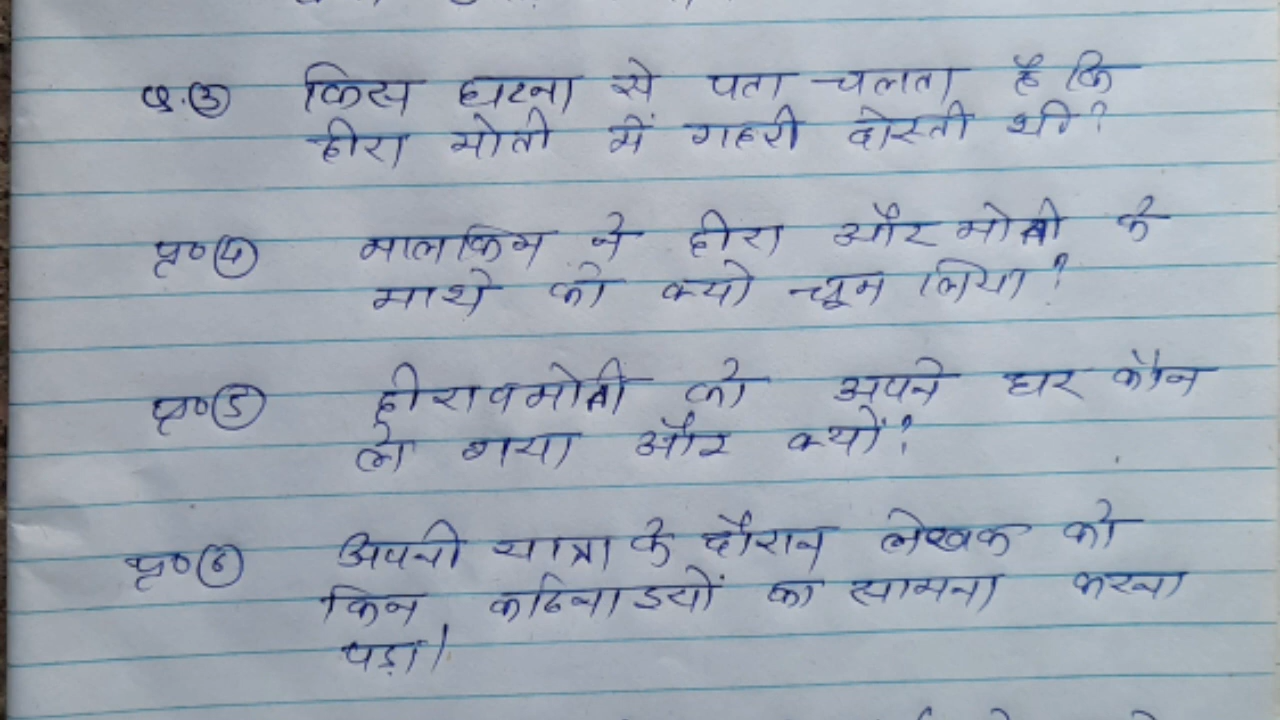 प्र.③ किस घटना से पता चलता है कि
हीरा मोती में गहरी दोस्ती थी?
प्र०④ मालकिन ने हीरा और मोती के
माथे को क्यो चूम लिया?
प्र०⑤ हीरा व मोती को अपने घर कौन
ले गया और क्यों?
प्र०⑥ अपनी यात्रा के दौरान लेखक को
किन कठिनाइयों का सामना करना
पड़ा।